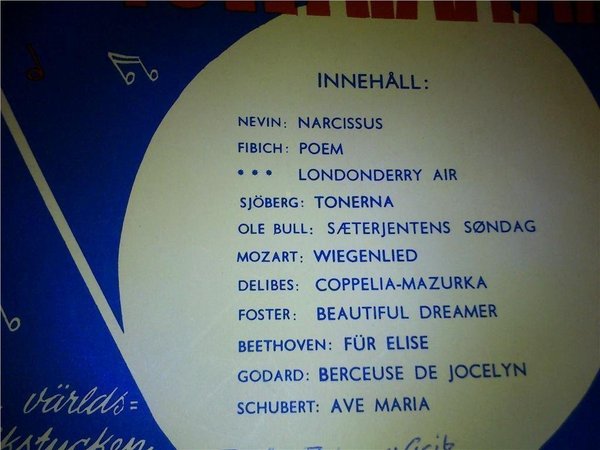 INNEHÅLL:
NEVIN: NARCISSUS
FIBICH: POEM
• • • LONDONDERRY AIR
SJÖBERG: TONERNA
OLE BULL: SÆTERJENTENS SØNDAG
MOZART: WIEGENLIED
DELIBES: COPPELIA-MAZURKA
FOSTER: BEAUTIFUL DREAMER
BEETHOVEN: FÜR ELISE
GODARD: BERCEUSE DE JOCELYN
SCHUBERT: AVE MARIA
världs=